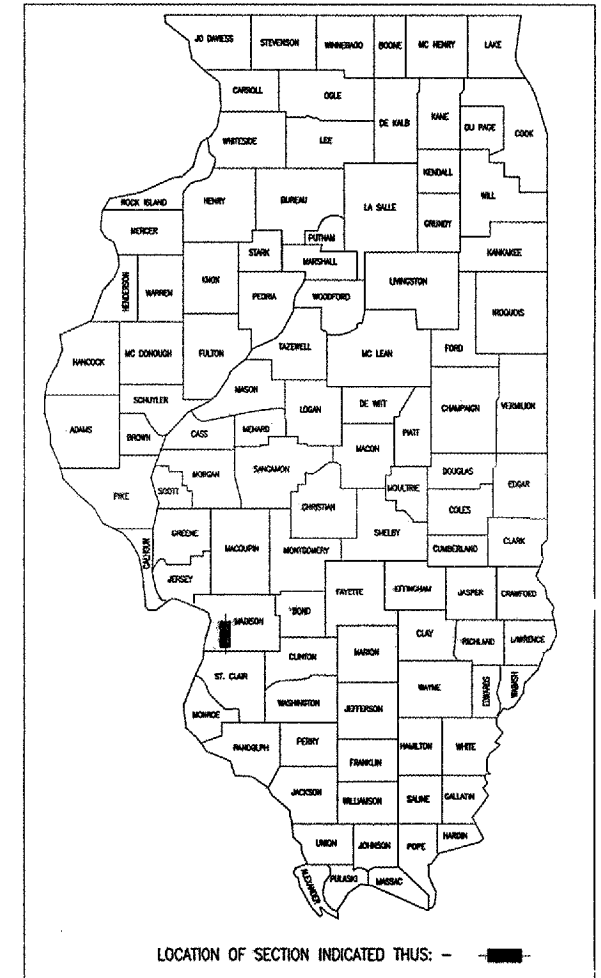 JO DAVIESS STEVENSON WINNEBAGO BOONE MC HENRY LAKE
CARROLL OGLE
DE KALB KANE DU PAGE COOK
WHITESIDE LEE
KENDALL
ROCK ISLAND HENRY BUREAU LA SALLE WILL
GRUNDY
MERCER PUTNAM
STARK MARSHALL KANKAKEE
HENDERSON WARREN KNOX LIVINGSTON
PEORIA WOODFORD
IROQUOIS
HANCOCK MC DONOUGH FULTON TAZEWELL MC LEAN FORD
MASON
SCHUYLER LOGAN DE WITT CHAMPAIGN VERMILION
ADAMS BROWN CASS MENARD PIATT
MACON
MORGAN SANGAMON DOUGLAS
PIKE SCOTT MOULTRIE EDGAR
CHRISTIAN COLES
GREENE SHELBY
CALHOUN MACOUPIN MONTGOMERY CUMBERLAND CLARK
JERSEY
FAYETTE EFFINGHAM JASPER CRAWFORD
MADISON BOND
CLAY RICHLAND LAWRENCE
CLINTON MARION
ST. CLAIR WAYNE EDWARDS WABASH
WASHINGTON JEFFERSON
MONROE
RANDOLPH PERRY HAMILTON WHITE
FRANKLIN
JACKSON WILLIAMSON SALINE GALLATIN
UNION JOHNSON POPE HARDIN
ALEXANDER PULASKI MASSAC
LOCATION OF SECTION INDICATED THUS: -